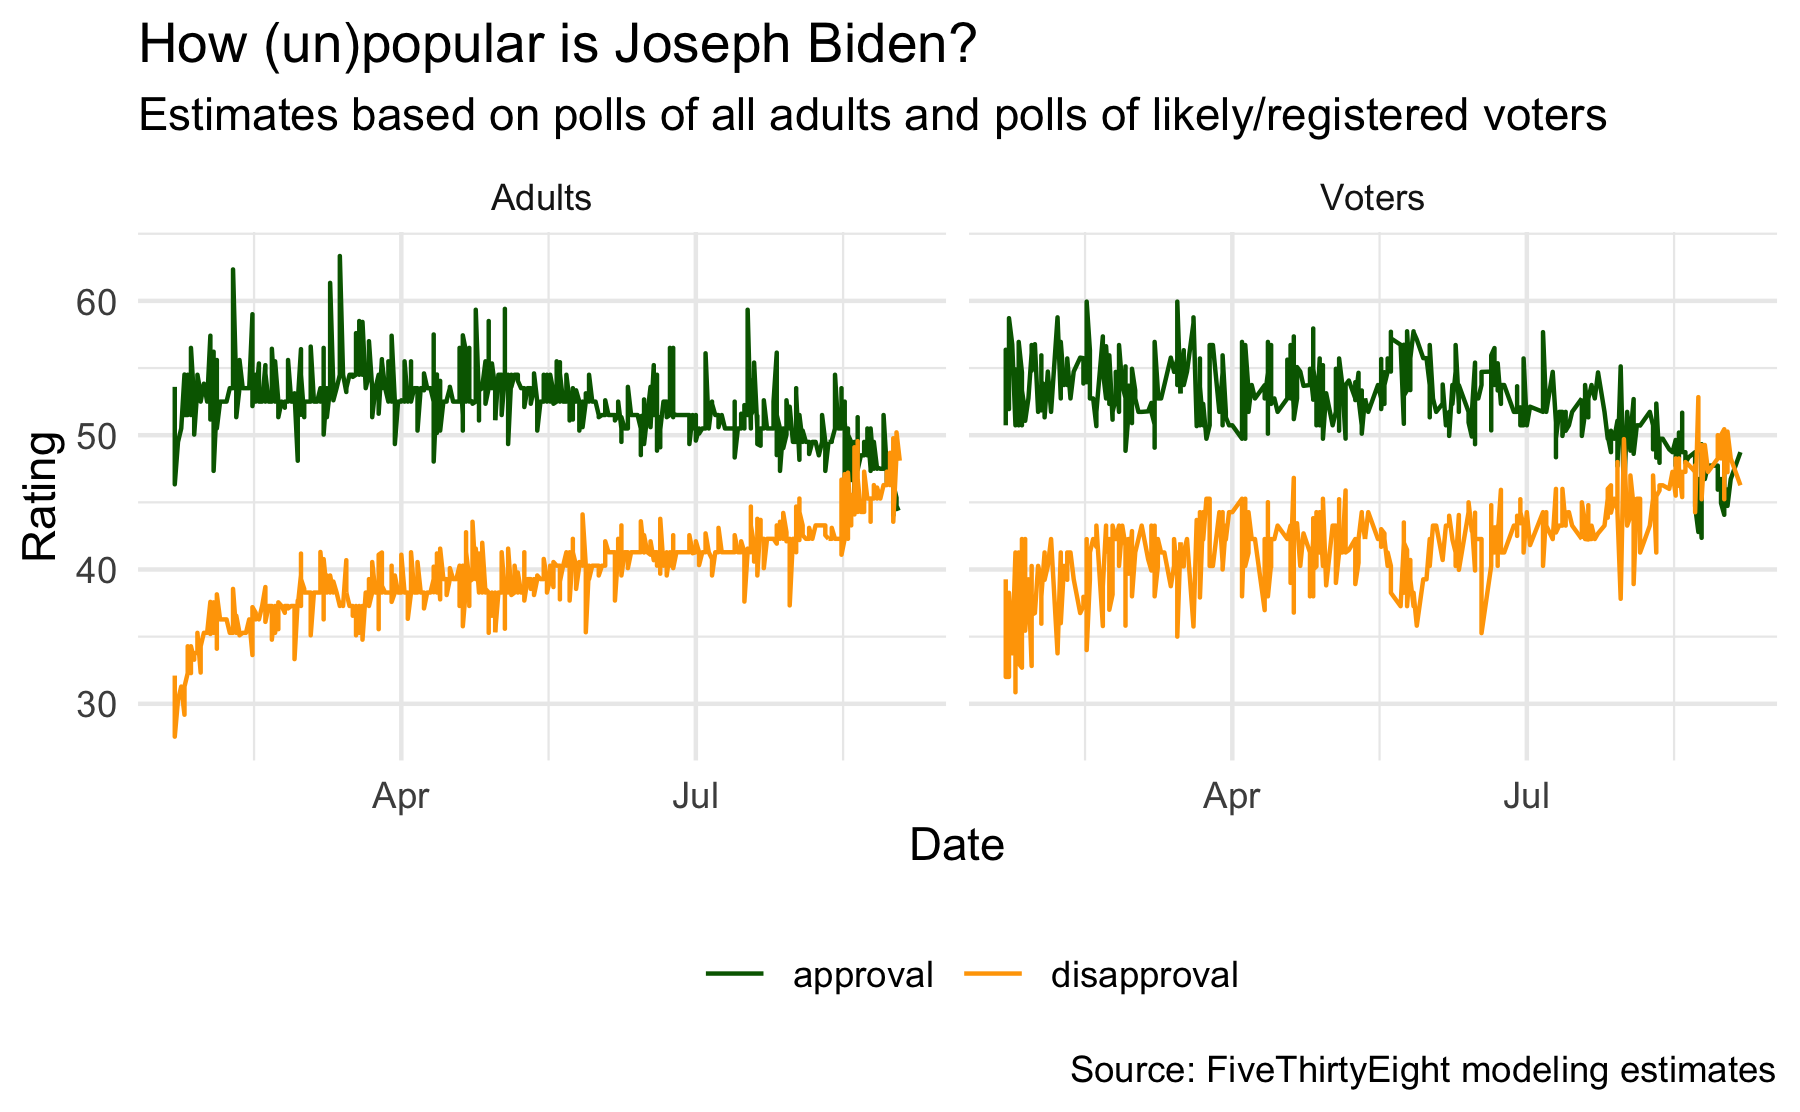 How (un)popular is Joseph Biden?
Estimates based on polls of all adults and polls of likely/registered voters
Adults
Voters
Rating
60
50
40
30
Apr
Jul
Apr
Jul
Date
approval
disapproval
Source: FiveThirtyEight modeling estimates